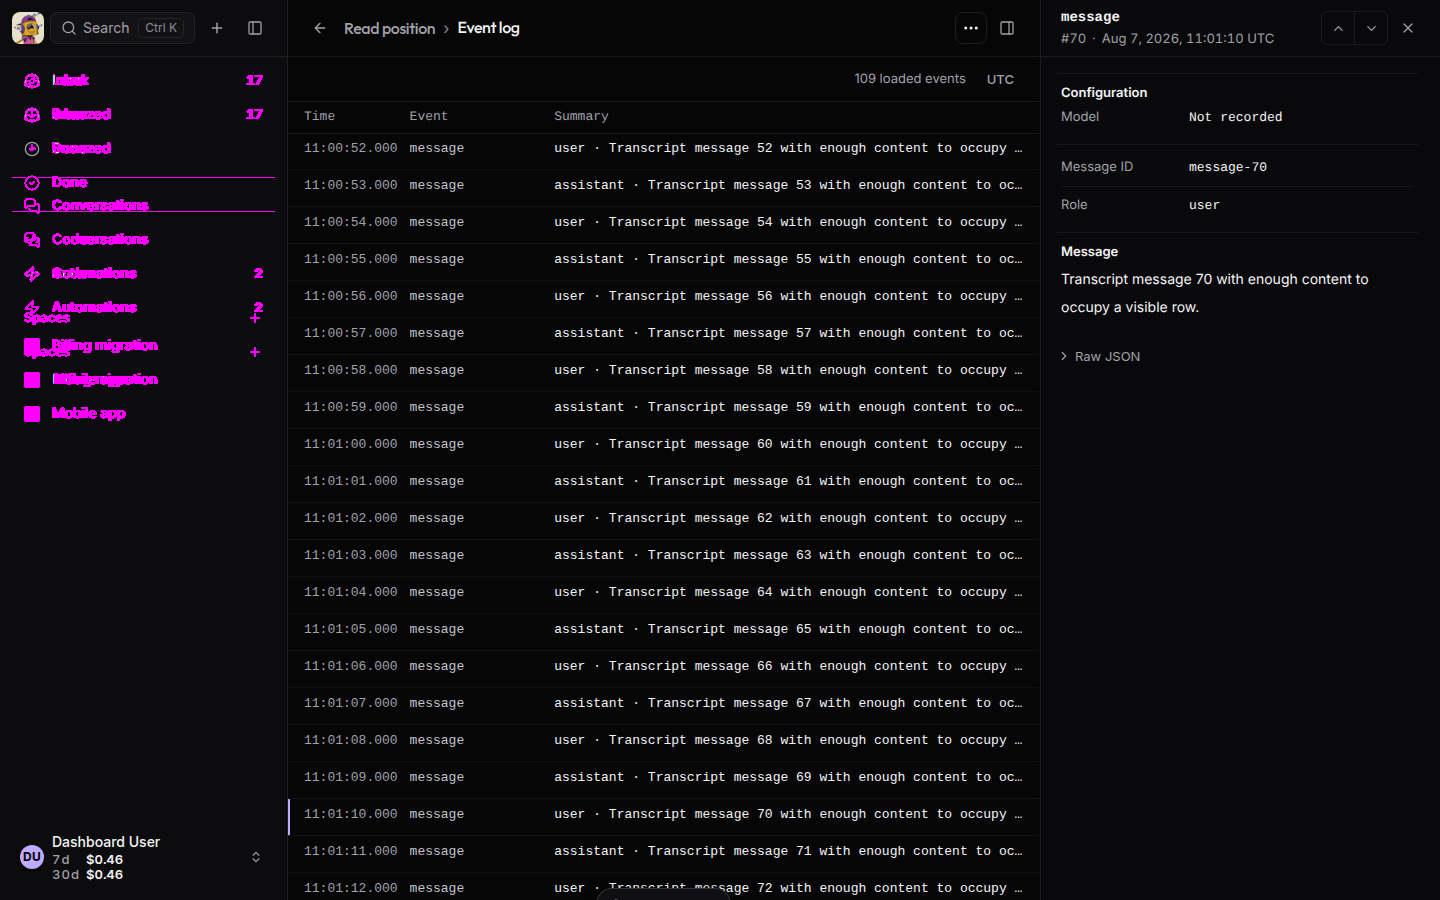 Search Ctrl K
17
17
Done
Conversations
2
Automations 2
Spaces
Mobile app
Dashboard User
DU
7d $0.46
30d $0.46
Read position › Event log
109 loaded events UTC
Time Event Summary
11:00:52.000 message user · Transcript message 52 with enough content to occupy …
11:00:53.000 message assistant · Transcript message 53 with enough content to oc…
11:00:54.000 message user · Transcript message 54 with enough content to occupy …
11:00:55.000 message assistant · Transcript message 55 with enough content to oc…
11:00:56.000 message user · Transcript message 56 with enough content to occupy …
11:00:57.000 message assistant · Transcript message 57 with enough content to oc…
11:00:58.000 message user · Transcript message 58 with enough content to occupy …
11:00:59.000 message assistant · Transcript message 59 with enough content to oc…
11:01:00.000 message user · Transcript message 60 with enough content to occupy …
11:01:01.000 message assistant · Transcript message 61 with enough content to oc…
11:01:02.000 message user · Transcript message 62 with enough content to occupy …
11:01:03.000 message assistant · Transcript message 63 with enough content to oc…
11:01:04.000 message user · Transcript message 64 with enough content to occupy …
11:01:05.000 message assistant · Transcript message 65 with enough content to oc…
11:01:06.000 message user · Transcript message 66 with enough content to occupy …
11:01:07.000 message assistant · Transcript message 67 with enough content to oc…
11:01:08.000 message user · Transcript message 68 with enough content to occupy …
11:01:09.000 message assistant · Transcript message 69 with enough content to oc…
11:01:10.000 message user · Transcript message 70 with enough content to occupy …
11:01:11.000 message assistant · Transcript message 71 with enough content to oc…
11:01:12.000 message user · Transcript message 72 with enough content to occupy …
message
#70 · Aug 7, 2026, 11:01:10 UTC
Configuration
Model Not recorded
Message ID message-70
Role user
Message
Transcript message 70 with enough content to
occupy a visible row.
Raw JSON